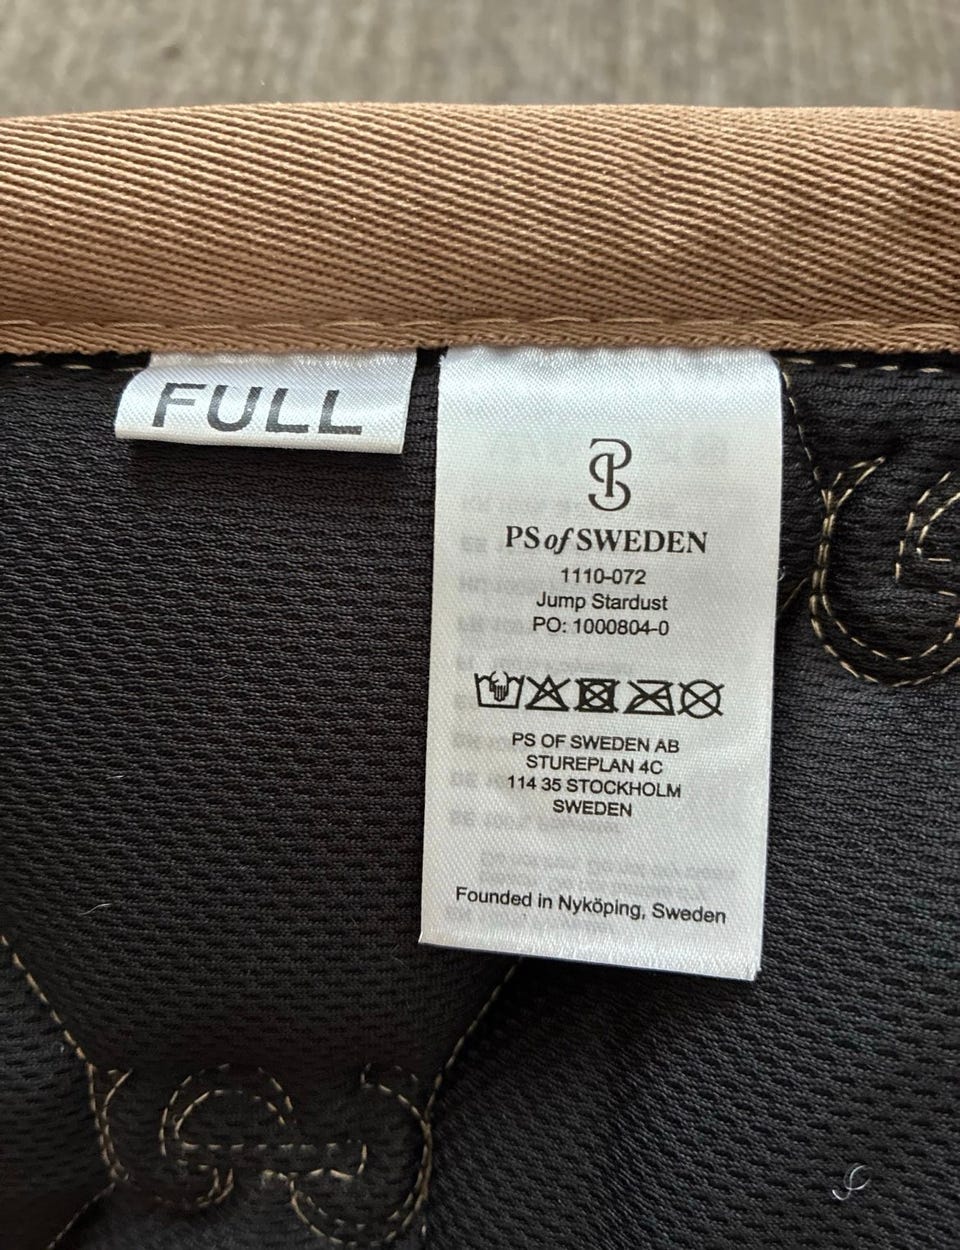 FULL
PS of SWEDEN
1110-072
Jump Stardust
PO: 1000804-0
PS OF SWEDEN AB
STUREPLAN 4C
114 35 STOCKHOLM
SWEDEN
Founded in Nyköping, Sweden